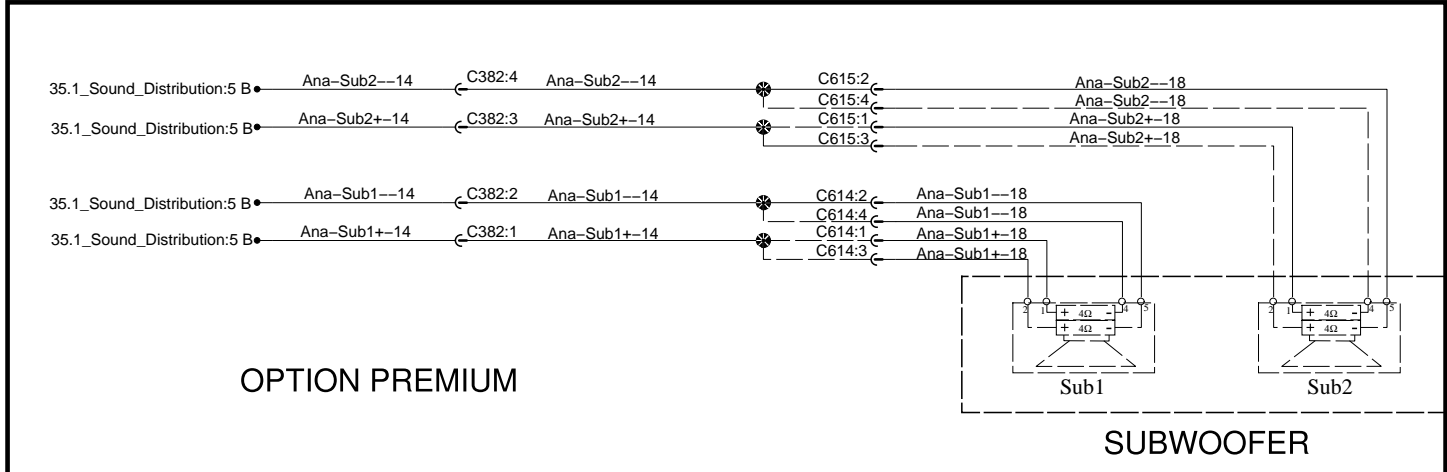 35.1_Sound_Distribution:5 B Ana–Sub2––14 C382:4 Ana–Sub2––14 C615:2 Ana–Sub2––18
C615:4 Ana–Sub2––18
35.1_Sound_Distribution:5 B Ana–Sub2+–14 C382:3 Ana–Sub2+–14 C615:1 Ana–Sub2+–18
C615:3 Ana–Sub2+–18
35.1_Sound_Distribution:5 B Ana–Sub1––14 C382:2 Ana–Sub1––14 C614:2 Ana–Sub1––18
C614:4 Ana–Sub1––18
35.1_Sound_Distribution:5 B Ana–Sub1+–14 C382:1 Ana–Sub1+–14 C614:1 Ana–Sub1+–18
C614:3 Ana–Sub1+–18
2 1 4 5 2 1 4 5
+ 4Ω - + 4Ω -
+ 4Ω - + 4Ω -
Sub1 Sub2
OPTION PREMIUM
SUBWOOFER